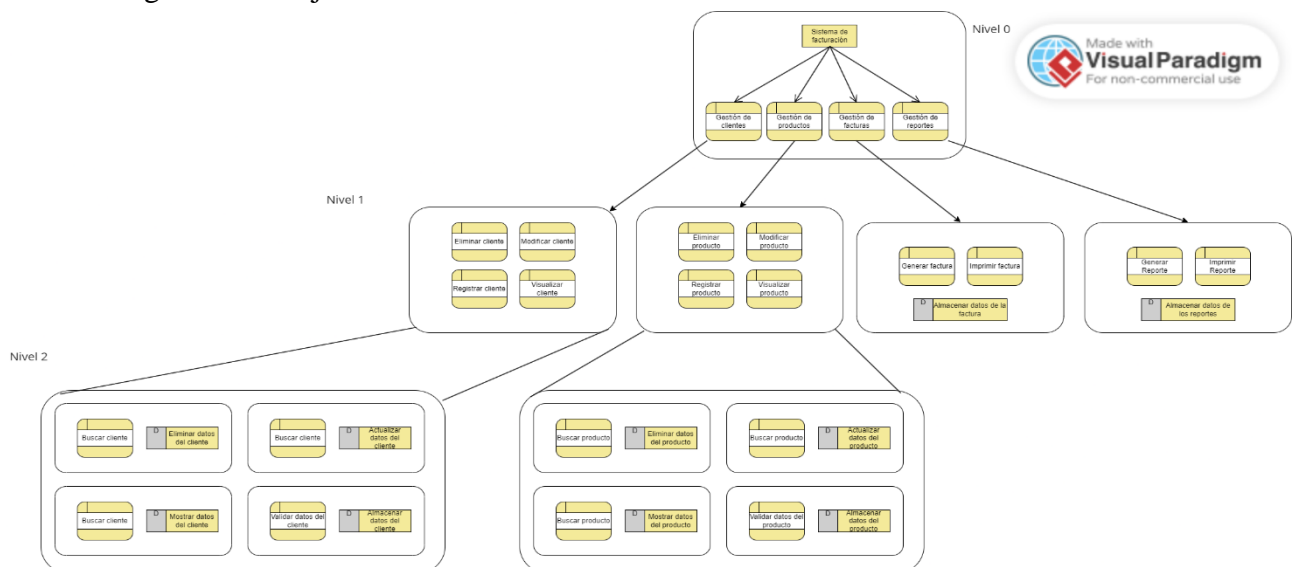 Nivel 0
Made with
Visual Paradigm
For non-commercial use
Sistema de
facturación
Gestión de
clientes
Gestión de
productos
Gestión de
facturas
Gestión de
reportes
Nivel 1
Eliminar cliente
Modificar cliente
Registrar cliente
Visualizar
cliente
Eliminar
producto
Modificar
producto
Registrar
producto
Visualizar
producto
Generar factura
Imprimir factura
D
Almacenar datos de la
factura
Generar
Reporte
Imprimir
Reporte
D
Almacenar datos de
los reportes
Nivel 2
Buscar cliente
D
Eliminar datos
del cliente
Buscar cliente
D
Actualizar
datos del
cliente
Buscar cliente
D
Mostrar datos
del cliente
Validar datos del
cliente
D
Almacenar
datos del
cliente
Buscar producto
D
Eliminar datos
del producto
Buscar producto
D
Actualizar
datos del
producto
Buscar producto
D
Mostrar datos
del producto
Validar datos del
producto
D
Almacenar
datos del
producto